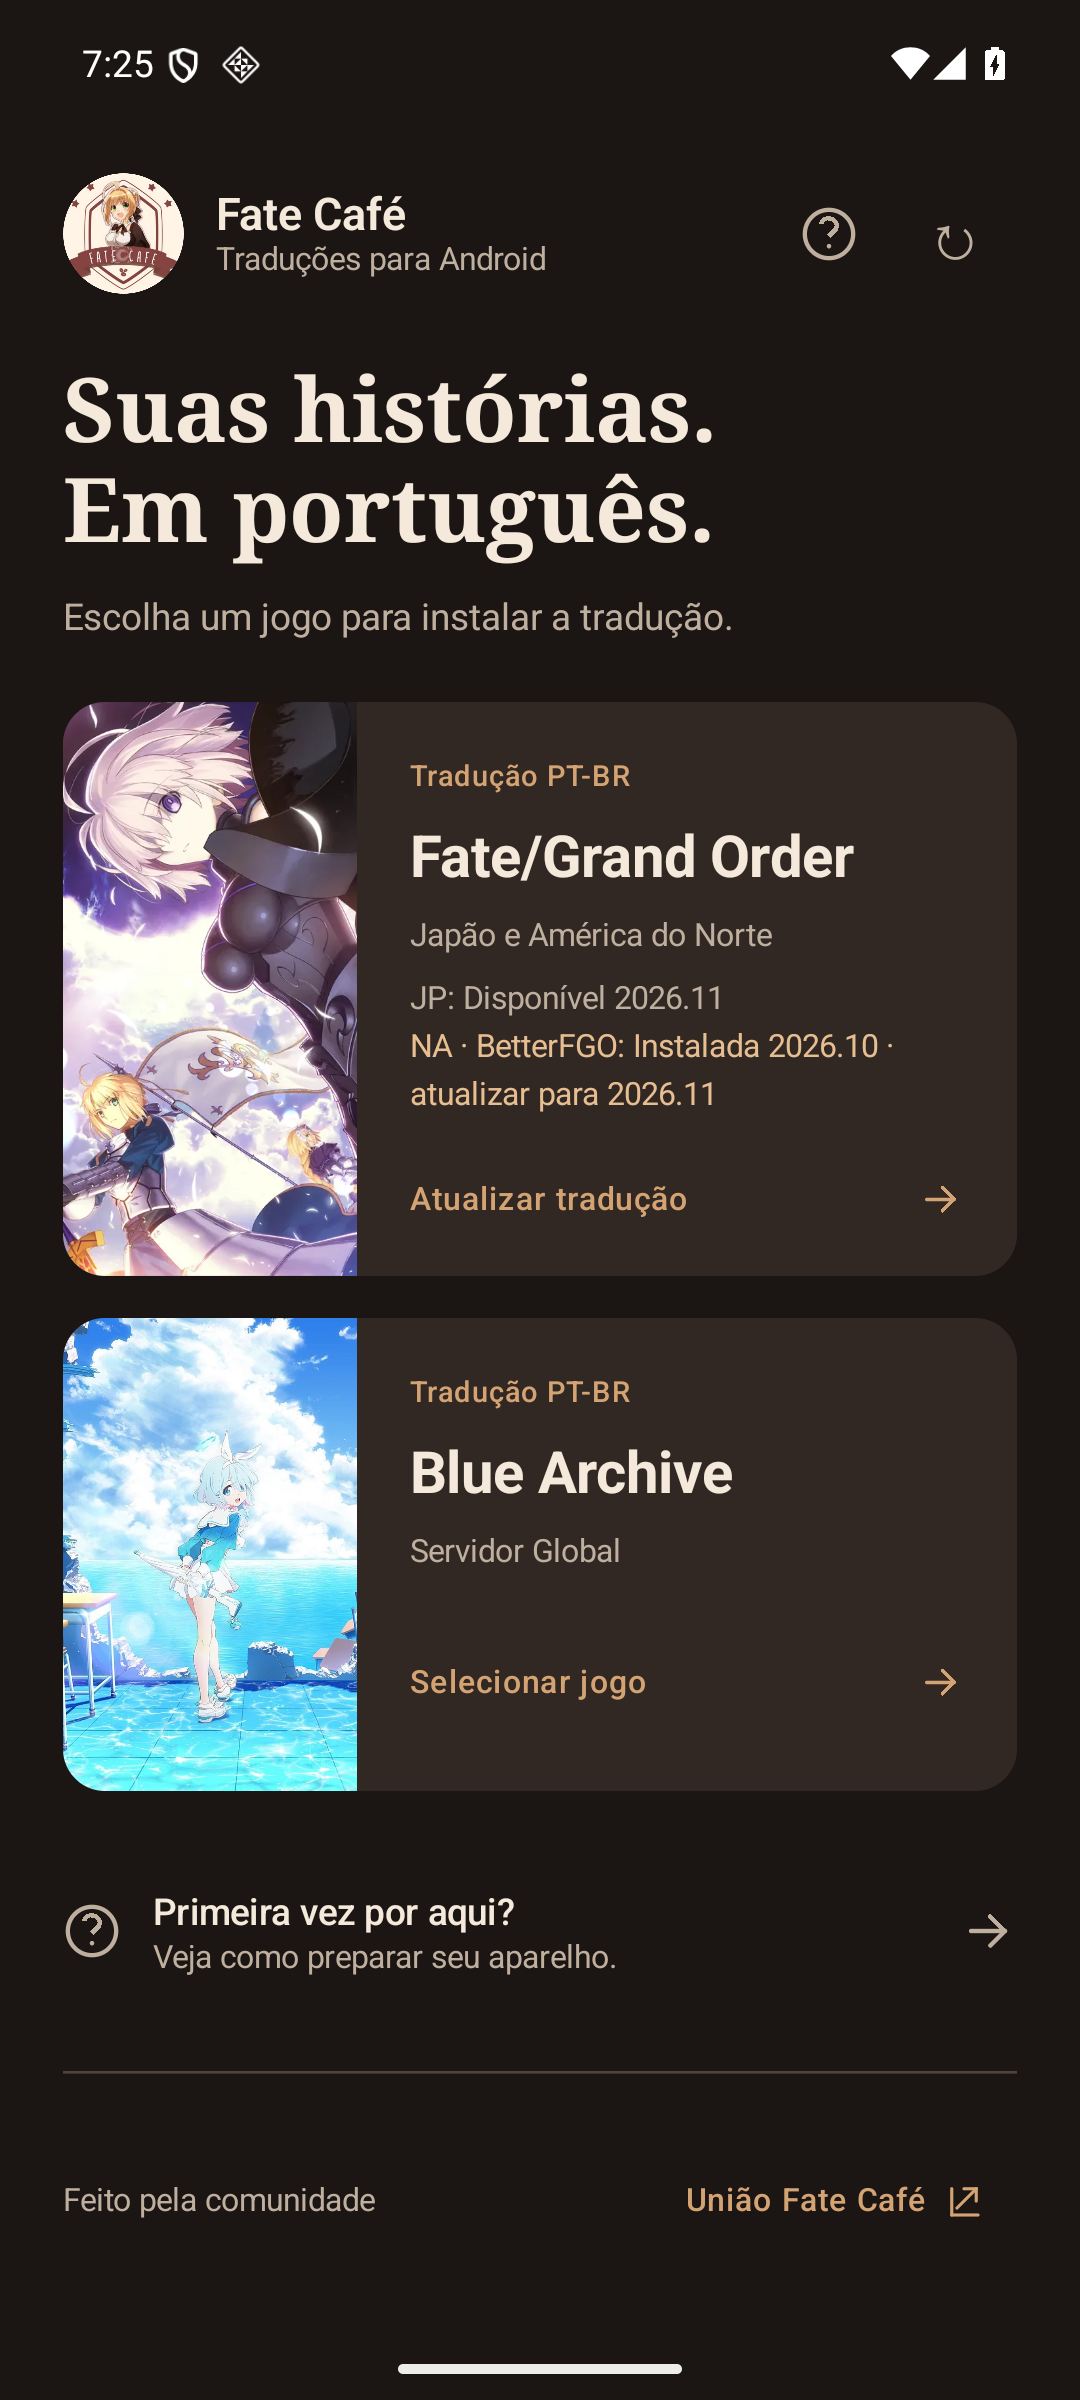 7:25
FATE CAFE
Fate Café
Traduções para Android
Suas histórias.
Em português.
Escolha um jogo para instalar a tradução.
Tradução PT-BR
Fate/Grand Order
Japão e América do Norte
JP: Disponível 2026.11
NA · BetterFGO: Instalada 2026.10 ·
atualizar para 2026.11
Atualizar tradução
Tradução PT-BR
Blue Archive
Servidor Global
Selecionar jogo
Primeira vez por aqui?
Veja como preparar seu aparelho.
Feito pela comunidade
União Fate Café